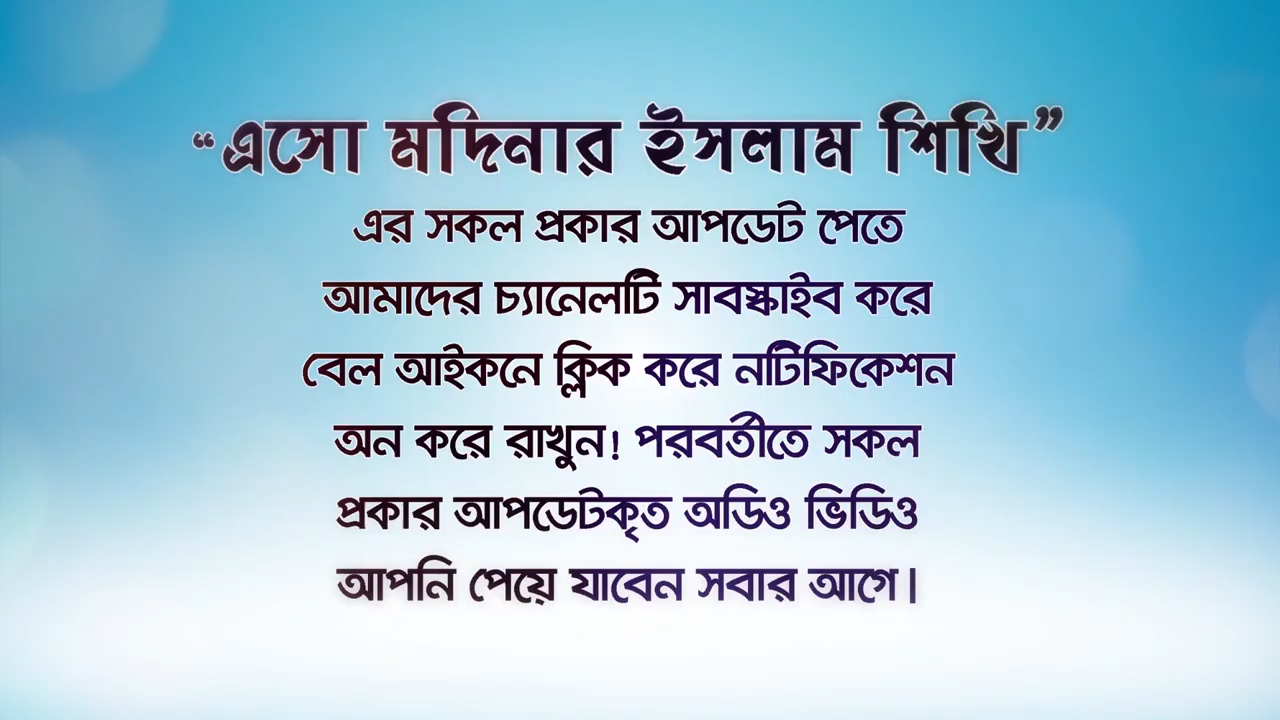 “এসো মদিনার ইসলাম শিখি”
এর সকল প্রকার আপডেট পেতে
আমাদের চ্যানেলটি সাবস্ক্রাইব করে
বেল আইকনে ক্লিক করে নটিফিকেশন
অন করে রাখুন! পরবর্তীতে সকল
প্রকার আপডেটকৃত অডিও ভিডিও
আপনি পেয়ে যাবেন সবার আগে।